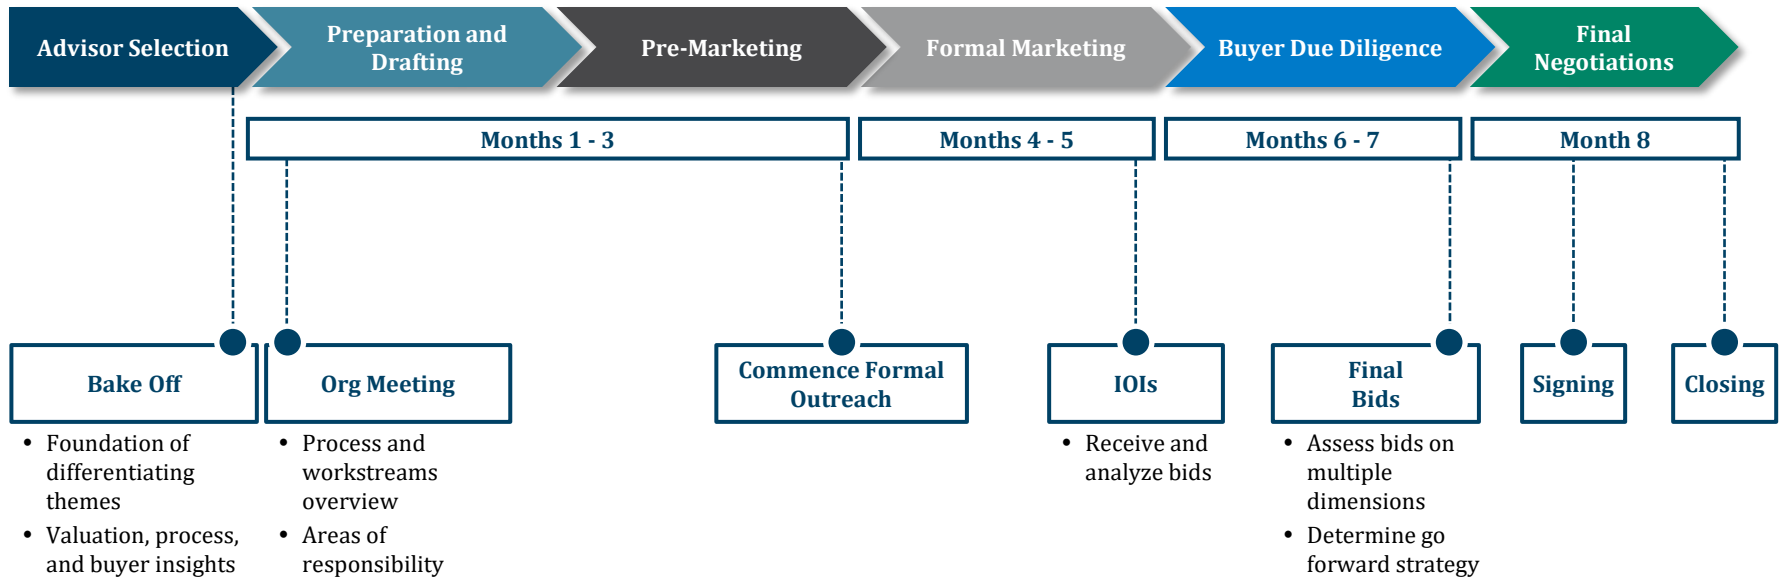 Advisor Selection
Preparation and
Drafting
Pre-Marketing
Formal Marketing
Buyer Due Diligence
Final
Negotiations
Months 1 - 3
Months 4 - 5
Months 6 - 7
Month 8
Bake Off
Org Meeting
Commence Formal
Outreach
IOIs
Final
Bids
Signing
Closing
• Foundation of
differentiating
themes
• Valuation, process,
and buyer insights
• Process and
workstreams
overview
• Areas of
responsibility
• Receive and
analyze bids
• Assess bids on
multiple
dimensions
• Determine go
forward strategy